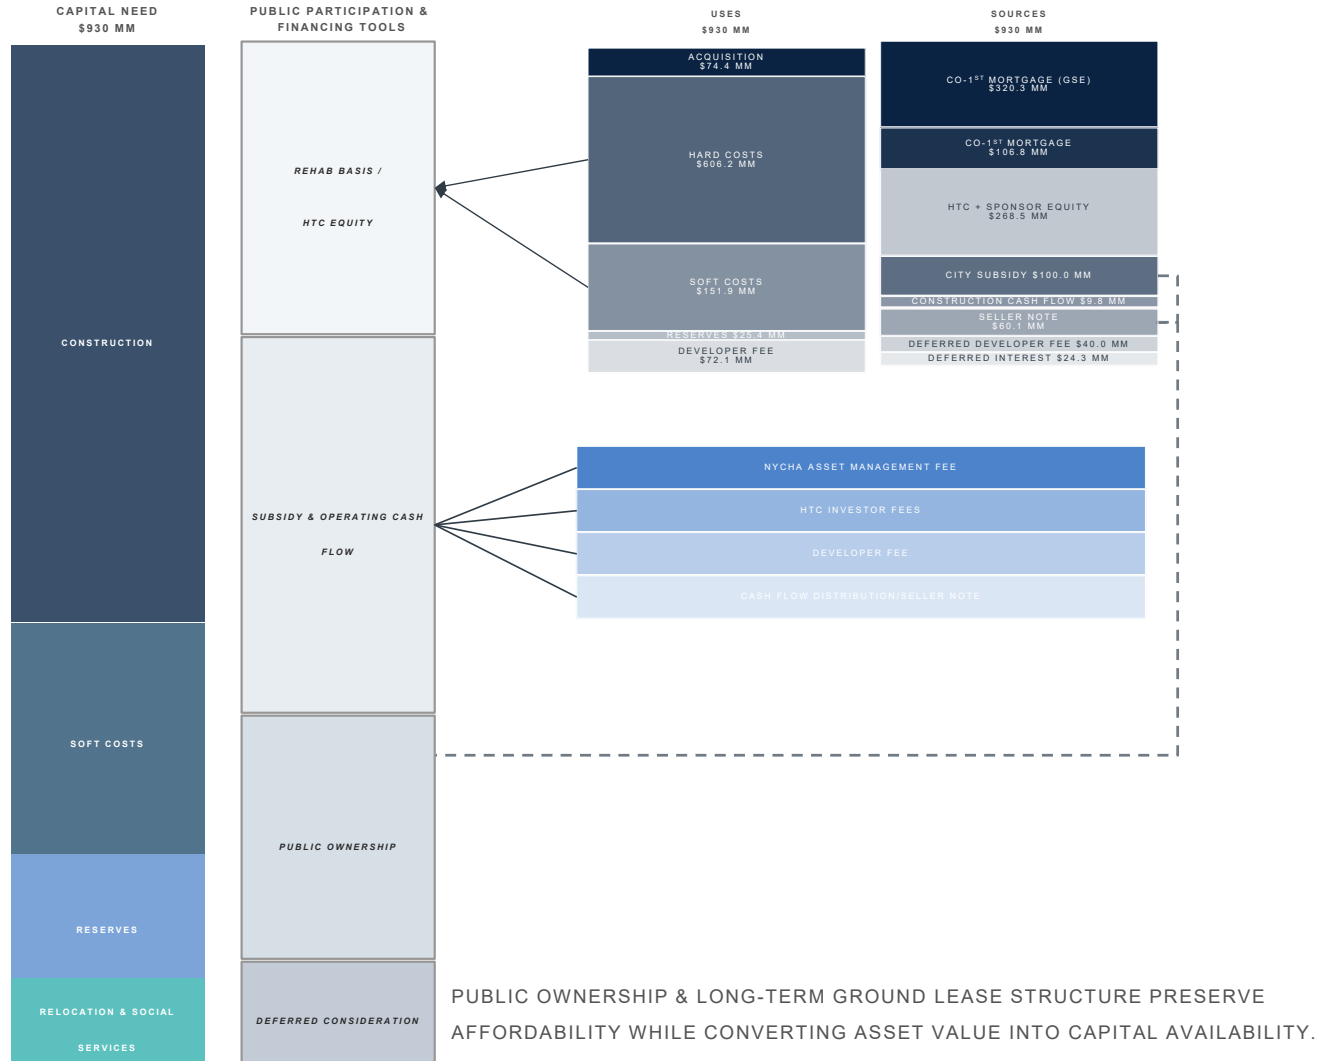 CAPITAL NEED
$930 MM
PUBLIC PARTICIPATION &
FINANCING TOOLS
USES
$930 MM
SOURCES
$930 MM
CONSTRUCTION
SOFT COSTS
RESERVES
RELOCATION & SOCIAL
SERVICES
REHAB BASIS /
HTC EQUITY
SUBSIDY & OPERATING CASH
FLOW
PUBLIC OWNERSHIP
DEFERRED CONSIDERATION
ACQUISITION
$74.4 MM
HARD COSTS
$606.2 MM
SOFT COSTS
$151.9 MM
RESERVES $25.4 MM
DEVELOPER FEE
$72.1 MM
CO-1ST MORTGAGE (GSE)
$320.3 MM
CO-1ST MORTGAGE
$106.8 MM
HTC + SPONSOR EQUITY
$268.5 MM
CITY SUBSIDY $100.0 MM
CONSTRUCTION CASH FLOW $9.8 MM
SELLER NOTE
$60.1 MM
DEFERRED DEVELOPER FEE $40.0 MM
DEFERRED INTEREST $24.3 MM
NYCHA ASSET MANAGEMENT FEE
HTC INVESTOR FEES
DEVELOPER FEE
CASH FLOW DISTRIBUTION/SELLER NOTE
PUBLIC OWNERSHIP & LONG-TERM GROUND LEASE STRUCTURE PRESERVE
AFFORDABILITY WHILE CONVERTING ASSET VALUE INTO CAPITAL AVAILABILITY.